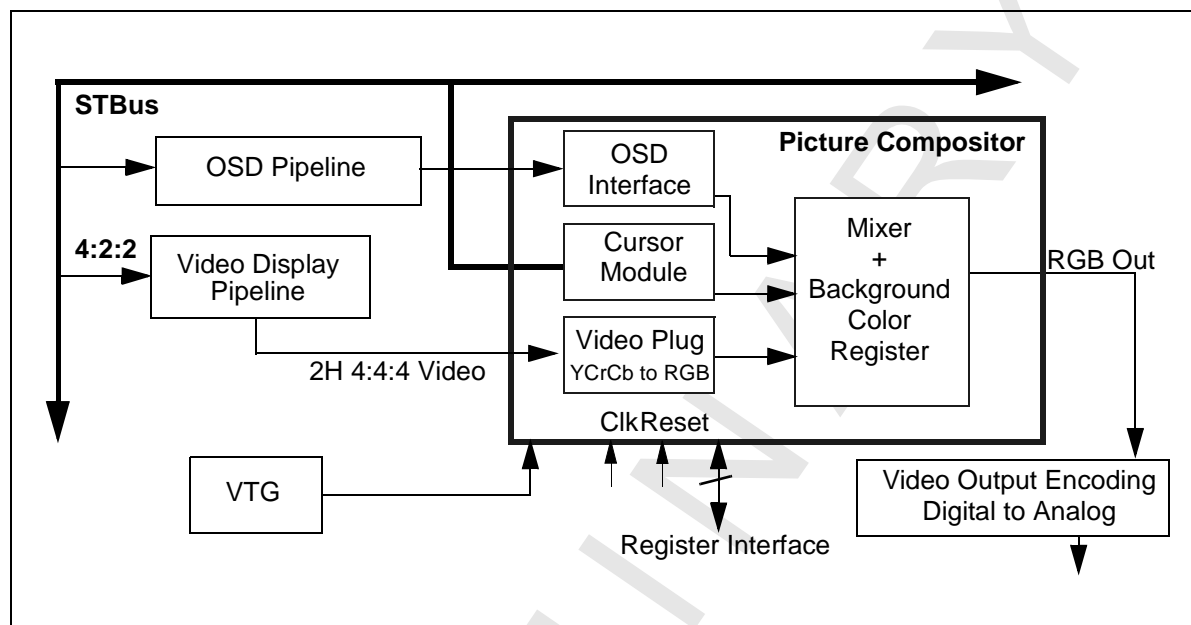 STBus
OSD Pipeline
4:2:2
Video Display
Pipeline
2H 4:4:4 Video
VTG
Picture Compositor
OSD
Interface
Cursor
Module
Video Plug
YCrCb to RGB
ClkReset
Mixer
+
Background
Color
Register
RGB Out
Register Interface
Video Output Encoding
Digital to Analog
I N A R Y